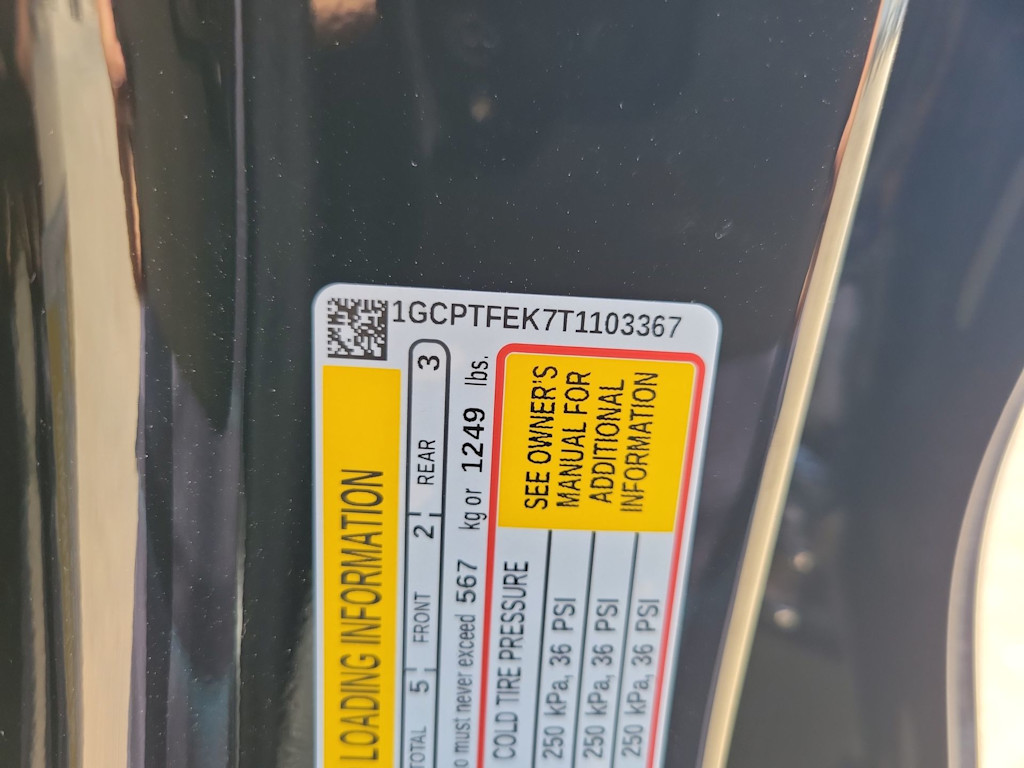 1GCPTFEK7T1103367
LOADING INFORMATION
TOTAL 5 FRONT 2 REAR 3
must never exceed 567 kg or 1249 lbs.
COLD TIRE PRESSURE
250 kPa, 36 PSI
250 kPa, 36 PSI
250 kPa, 36 PSI
SEE OWNER'S
MANUAL FOR
ADDITIONAL
INFORMATION